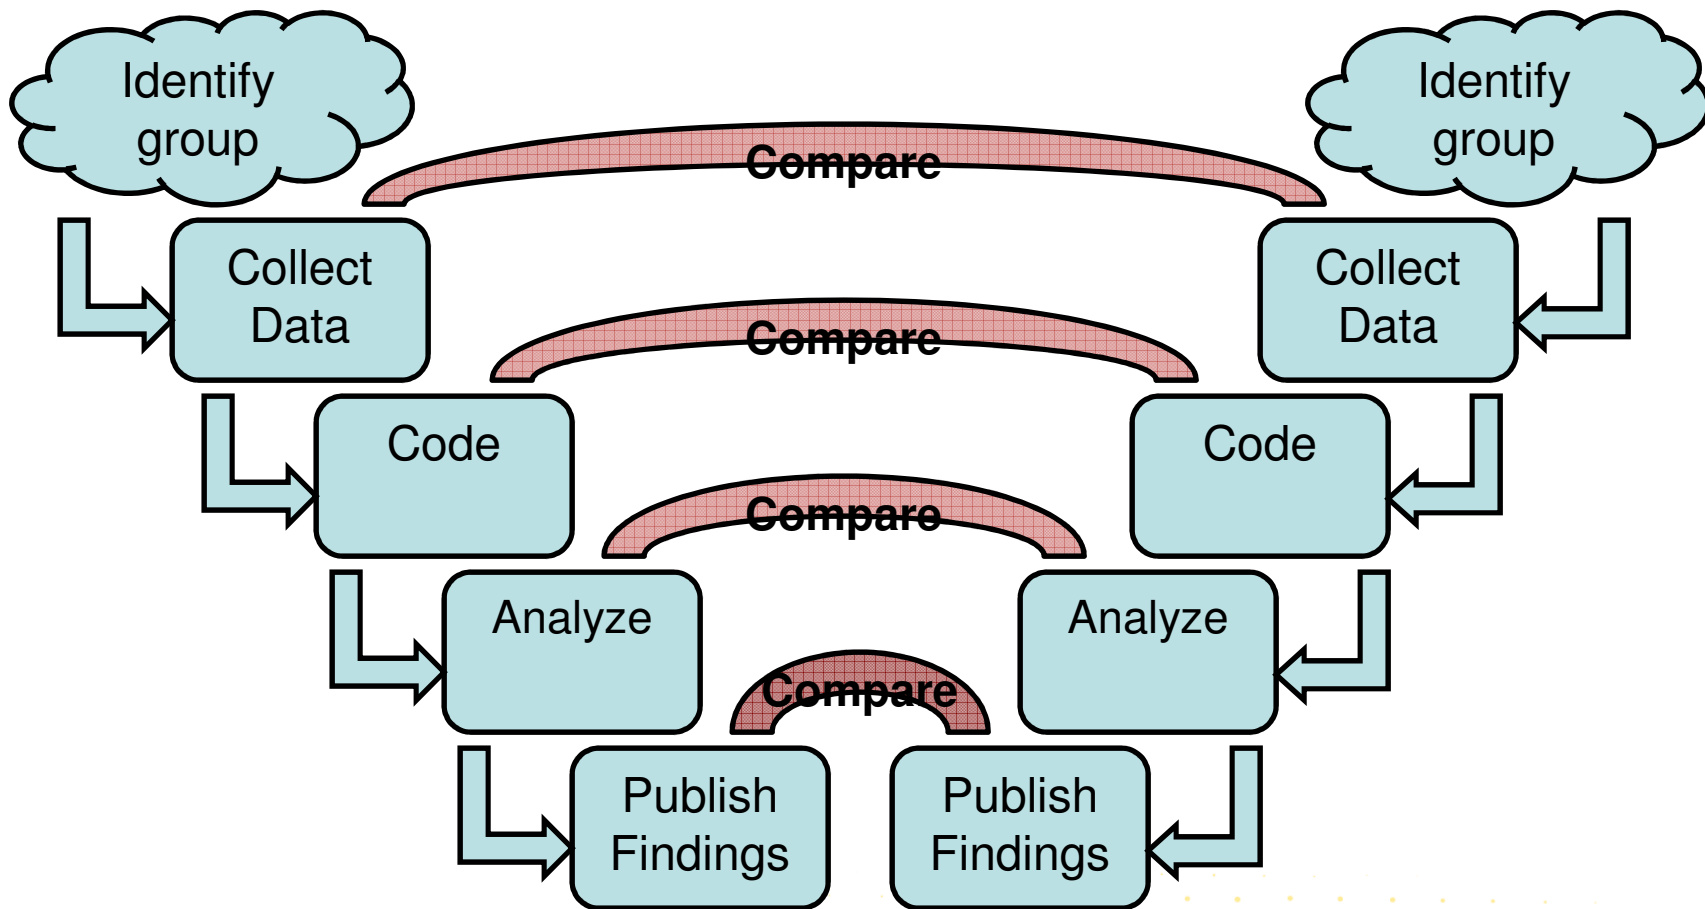 Identify
group
Identify
group
Compare
Collect
Data
Collect
Data
Compare
Code
Code
Compare
Analyze
Analyze
Compare
Publish
Findings
Publish
Findings